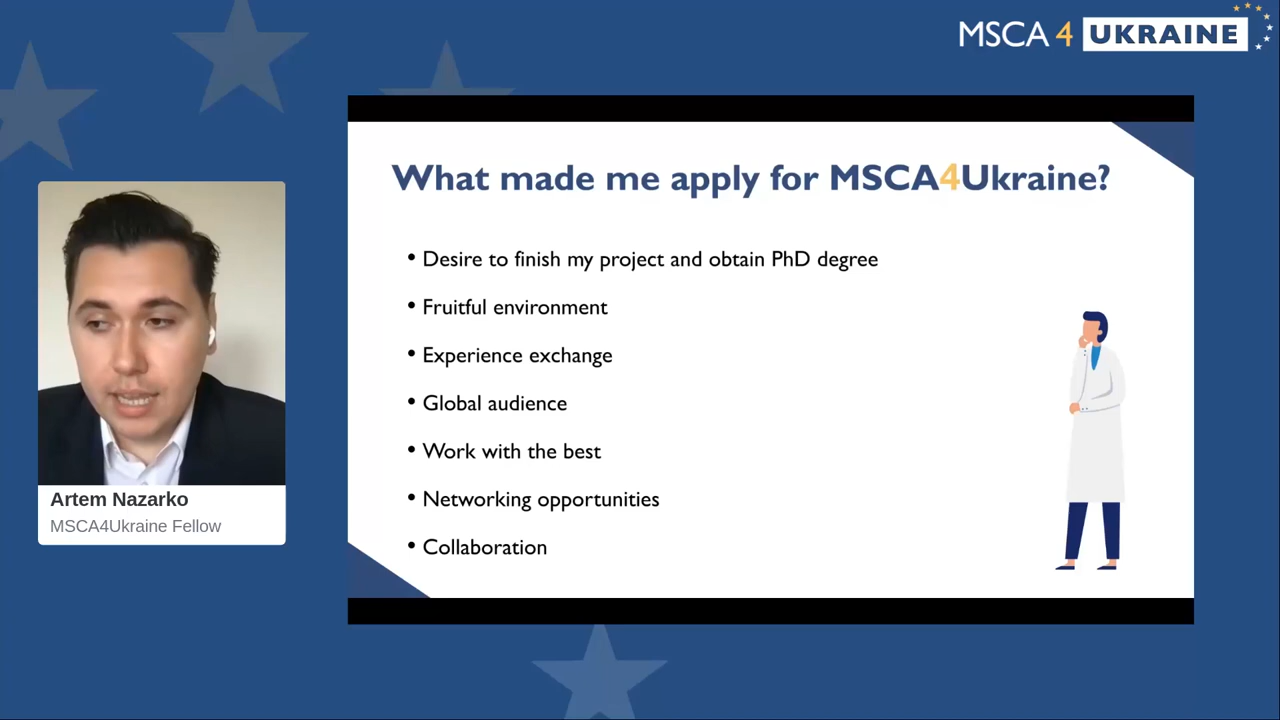 MSCA 4 UKRAINE
What made me apply for MSCA4Ukraine?
• Desire to finish my project and obtain PhD degree
• Fruitful environment
• Experience exchange
• Global audience
• Work with the best
• Networking opportunities
• Collaboration
Artem Nazarko
MSCA4Ukraine Fellow